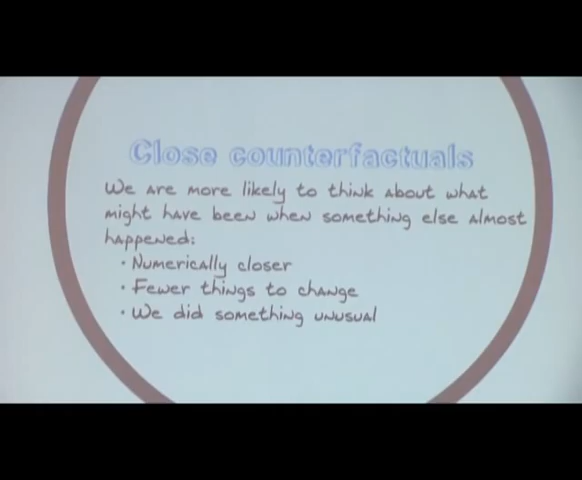 Close counterfactuals
We are more likely to think about what
might have been when something else almost
happened:
• Numerically closer
• Fewer things to change
• We did something unusual